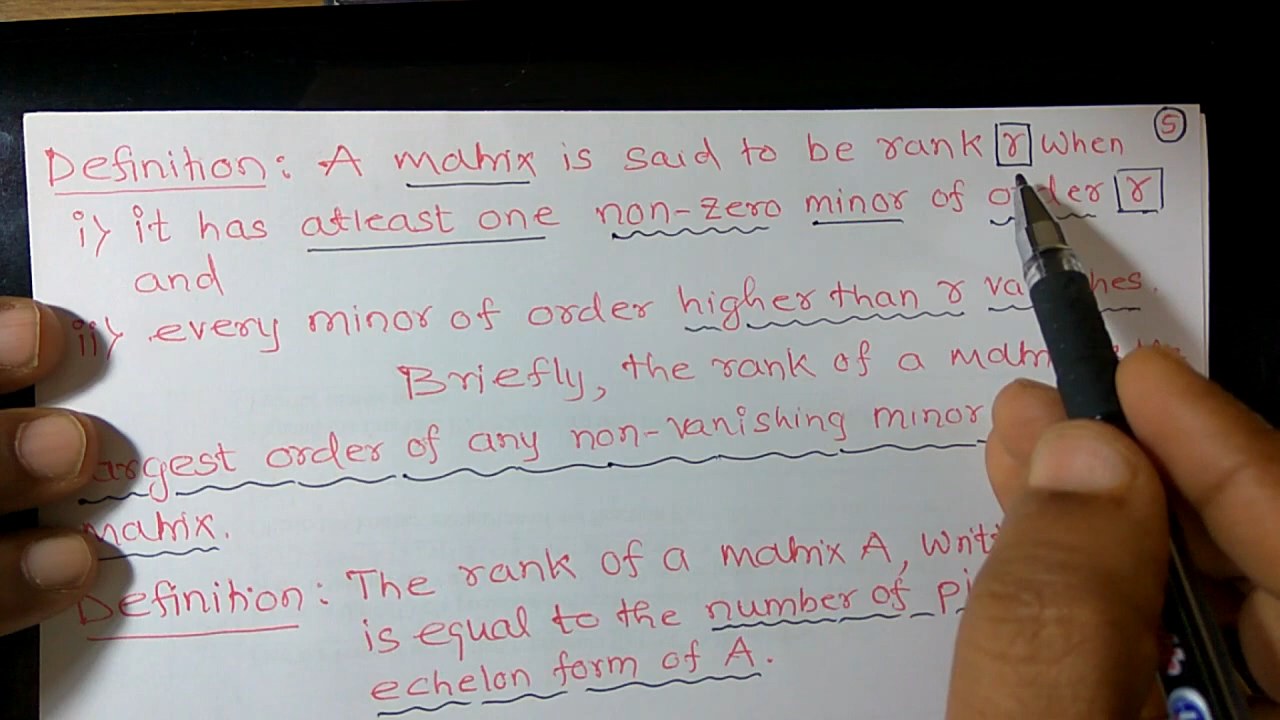 5
Definition: A matrix is said to be rank r when
i) it has atleast one non-zero minor of order r
and
ii) every minor of order higher than r vanishes.
Briefly, the rank of a
largest order of any non-vanishing minor
matrix.
Definition: The rank of a matrix A,
is equal to the number of
echelon form of A.